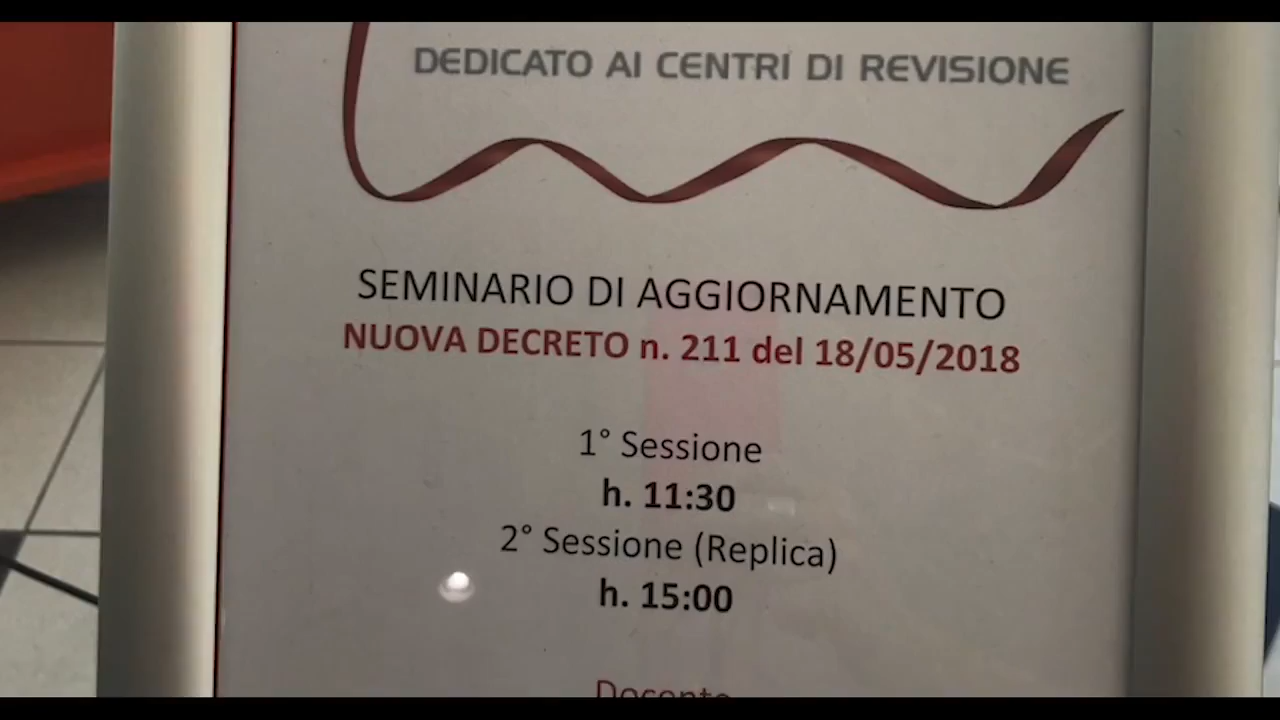 DEDICATO AI CENTRI DI REVISIONE
SEMINARIO DI AGGIORNAMENTO
NUOVA DECRETO n. 211 del 18/05/2018
1° Sessione
h. 11:30
2° Sessione (Replica)
h. 15:00
Docente